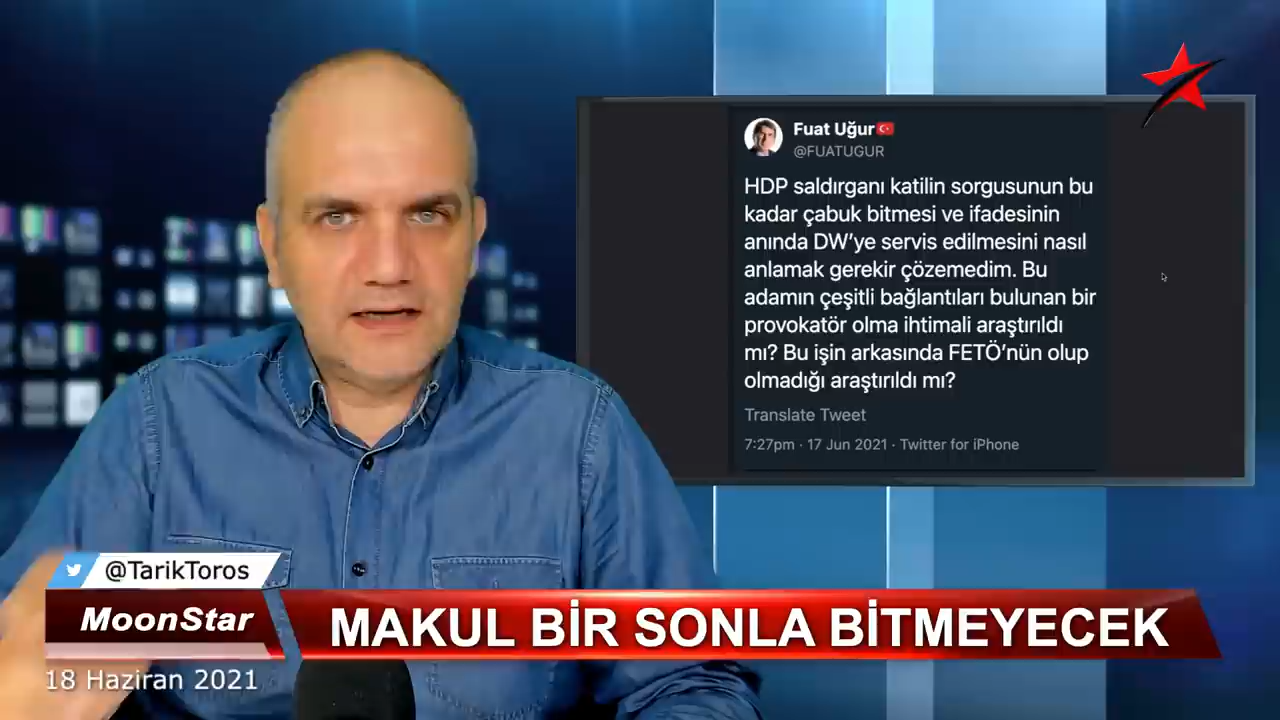 Fuat Uğur
@FUATUGUR
HDP saldırganı katilin sorgusunun bu
kadar çabuk bitmesi ve ifadesinin
anında DW'ye servis edilmesini nasıl
anlamak gerekir çözemedim. Bu
adamın çeşitli bağlantıları bulunan bir
provokatör olma ihtimali araştırıldı
mı? Bu işin arkasında FETÖ'nün olup
olmadığı araştırıldı mı?
Translate Tweet
7:27pm · 17 Jun 2021 · Twitter for iPhone
@TarikToros
MoonStar
MAKUL BİR SONLA BİTMEYECEK
18 Haziran 2021